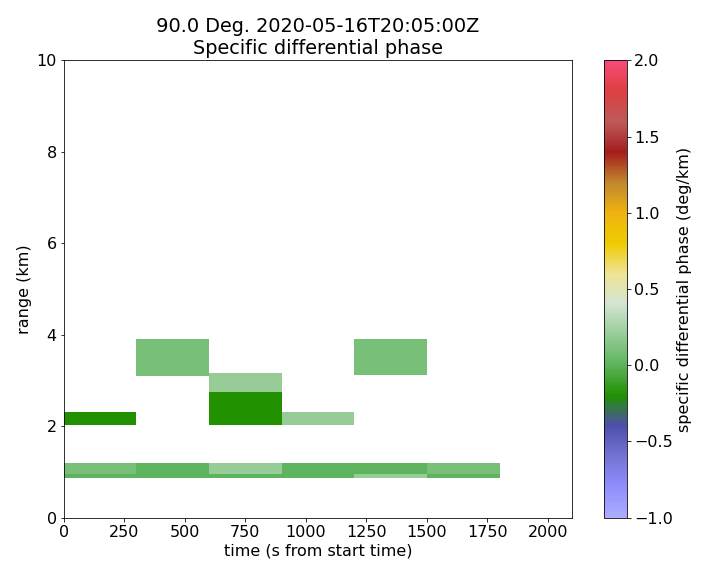 90.0 Deg. 2020-05-16T20:05:00Z
Specific differential phase
10
8
6
4
2
0
range (km)
0 250 500 750 1000 1250 1500 1750 2000
time (s from start time)
2.0
1.5
1.0
0.5
0.0
−0.5
−1.0
specific differential phase (deg/km)